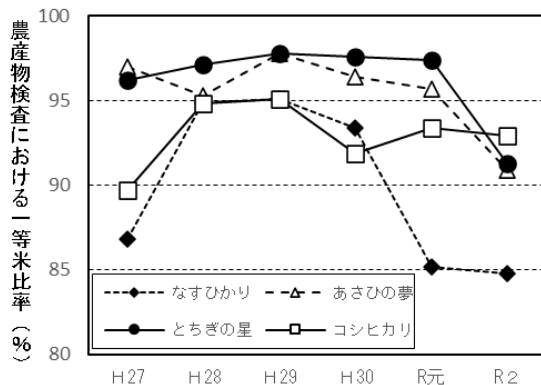 農産物検査における一等米比率（%）
100
95
90
85
80
なすひかり
あさひの夢
とちぎの星
コシヒカリ
H27
H28
H29
H30
R元
R２